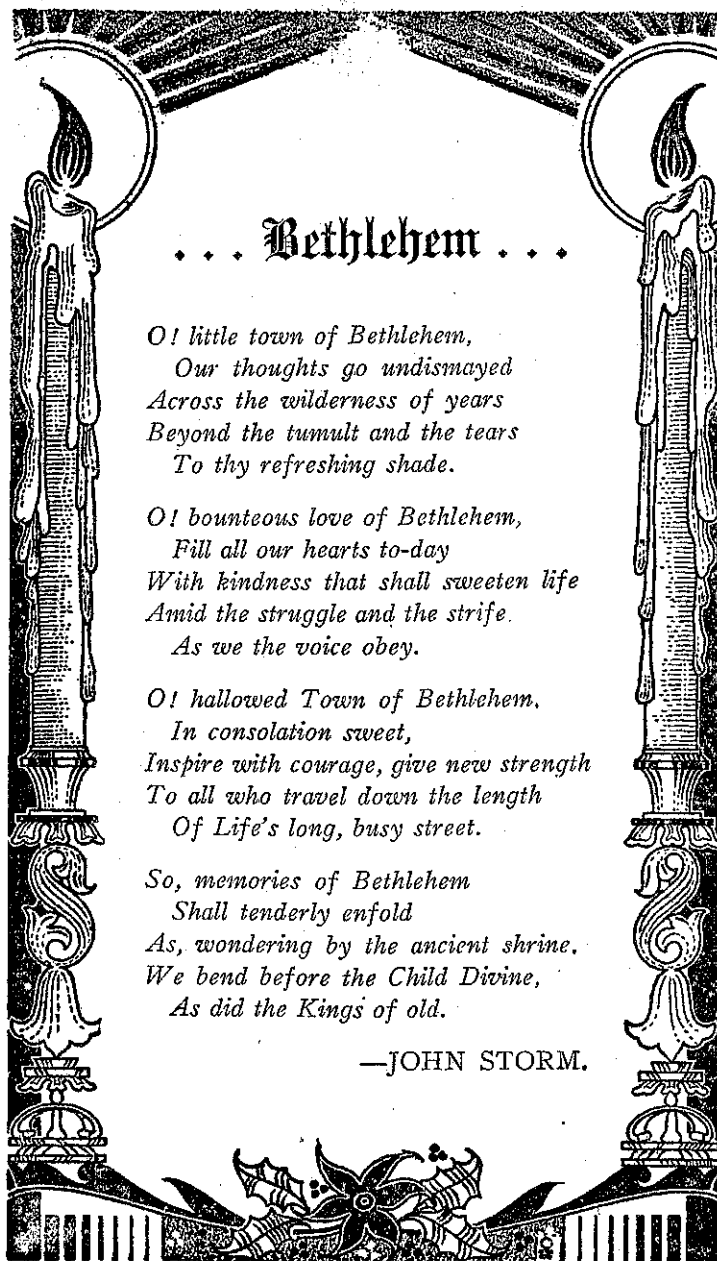 ... Bethlehem ...
O! little town of Bethlehem,
Our thoughts go undismayed
Across the wilderness of years
Beyond the tumult and the tears
To thy refreshing shade.
O! bounteous love of Bethlehem,
Fill all our hearts to-day
With kindness that shall sweeten life
Amid the struggle and the strife.
As we the voice obey.
O! hallowed Town of Bethlehem.
In consolation sweet,
Inspire with courage, give new strength
To all who travel down the length
Of Life's long, busy street.
So, memories of Bethlehem
Shall tenderly enfold
As, wondering by the ancient shrine.
We bend before the Child Divine,
As did the Kings of old.
—JOHN STORM.